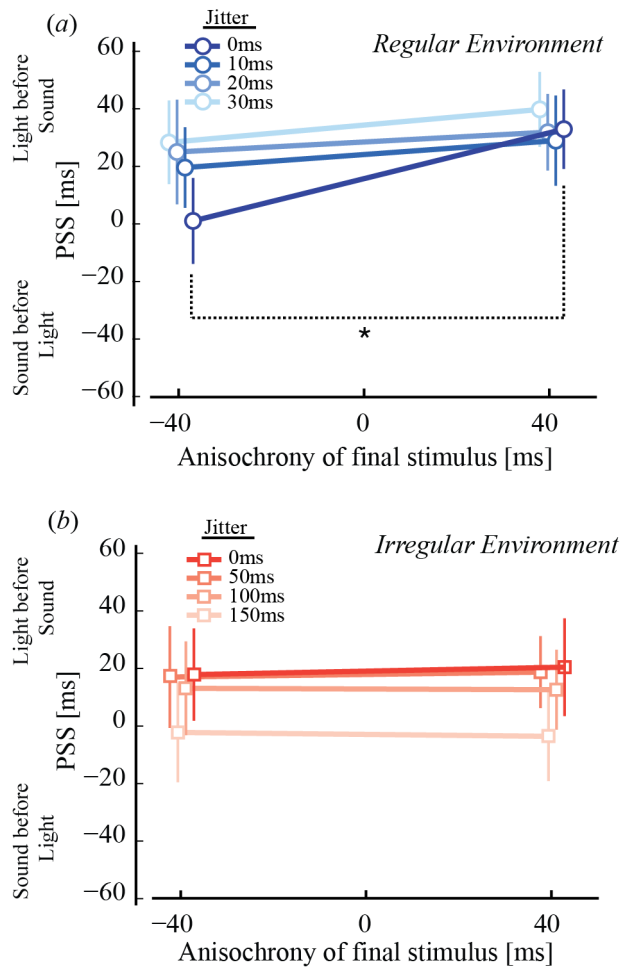 (a)
Jitter
0ms
10ms
20ms
30ms
Regular Environment
60
40
20
0
−20
−40
−60
Light before
Sound
PSS [ms]
Sound before
Light
*
−40
0
40
Anisochrony of final stimulus [ms]
(b)
Jitter
0ms
50ms
100ms
150ms
Irregular Environment
60
40
20
0
−20
−40
−60
Light before
Sound
PSS [ms]
Sound before
Light
−40
0
40
Anisochrony of final stimulus [ms]